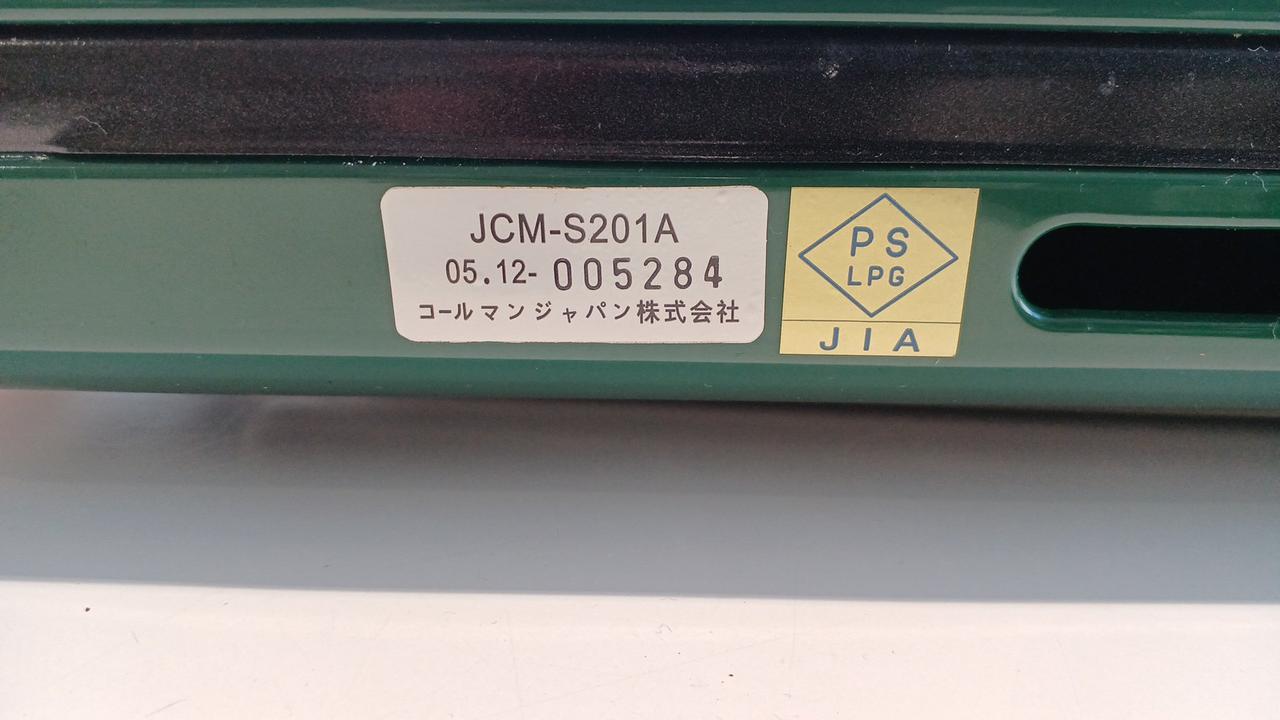 JCM-S201A
05.12-005284
コールマンジャパン株式会社
PS
LPG
JIA